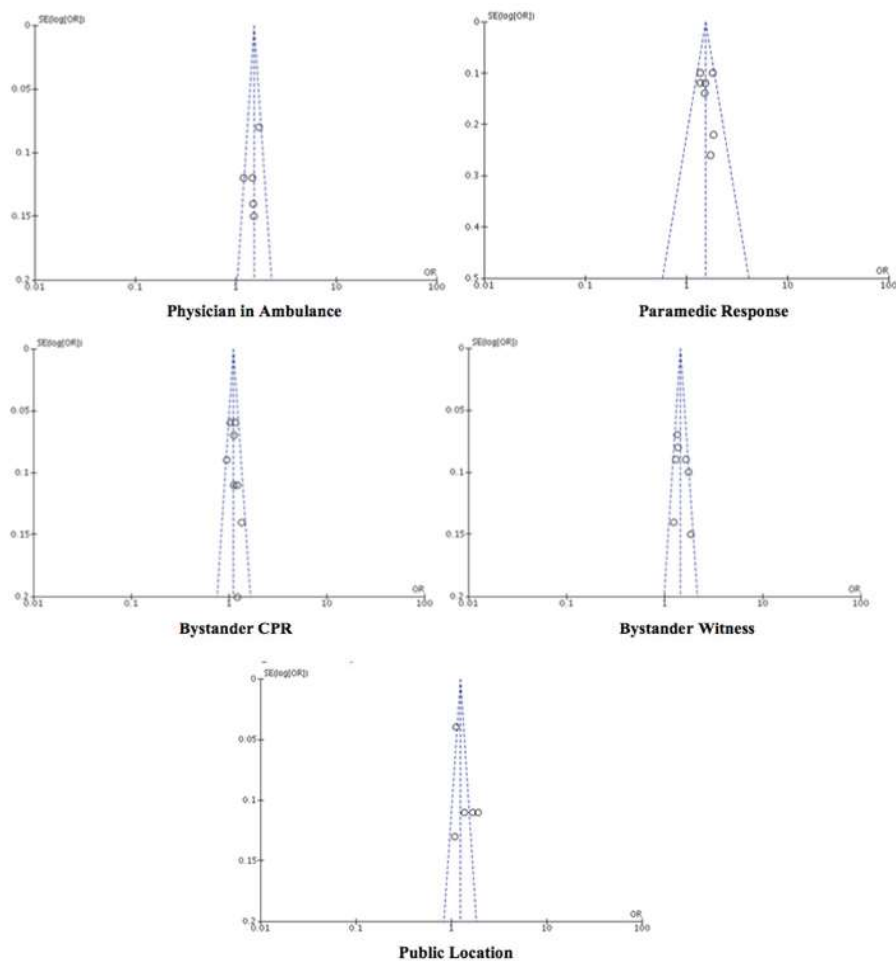 SE(log[OR]) SE(log[OR])
0 0
0.05 0.1
0.1 0.2
0.3
0.15 0.4
OR OR
0.2 0.5
0.01 0.1 1 10 100 0.01 0.1 1 10 100
Physician in Ambulance Paramedic Response
SE(log[OR]) SE(log[OR])
0 0
0.05 0.05
0.1 0.1
0.15 0.15
OR OR
0.2 0.2
0.01 0.1 1 10 100 0.01 0.1 1 10 100
Bystander CPR Bystander Witness
SE(log[OR])
0
0.05
0.1
0.15
OR
0.2
0.01 0.1 1 10 100
Public Location